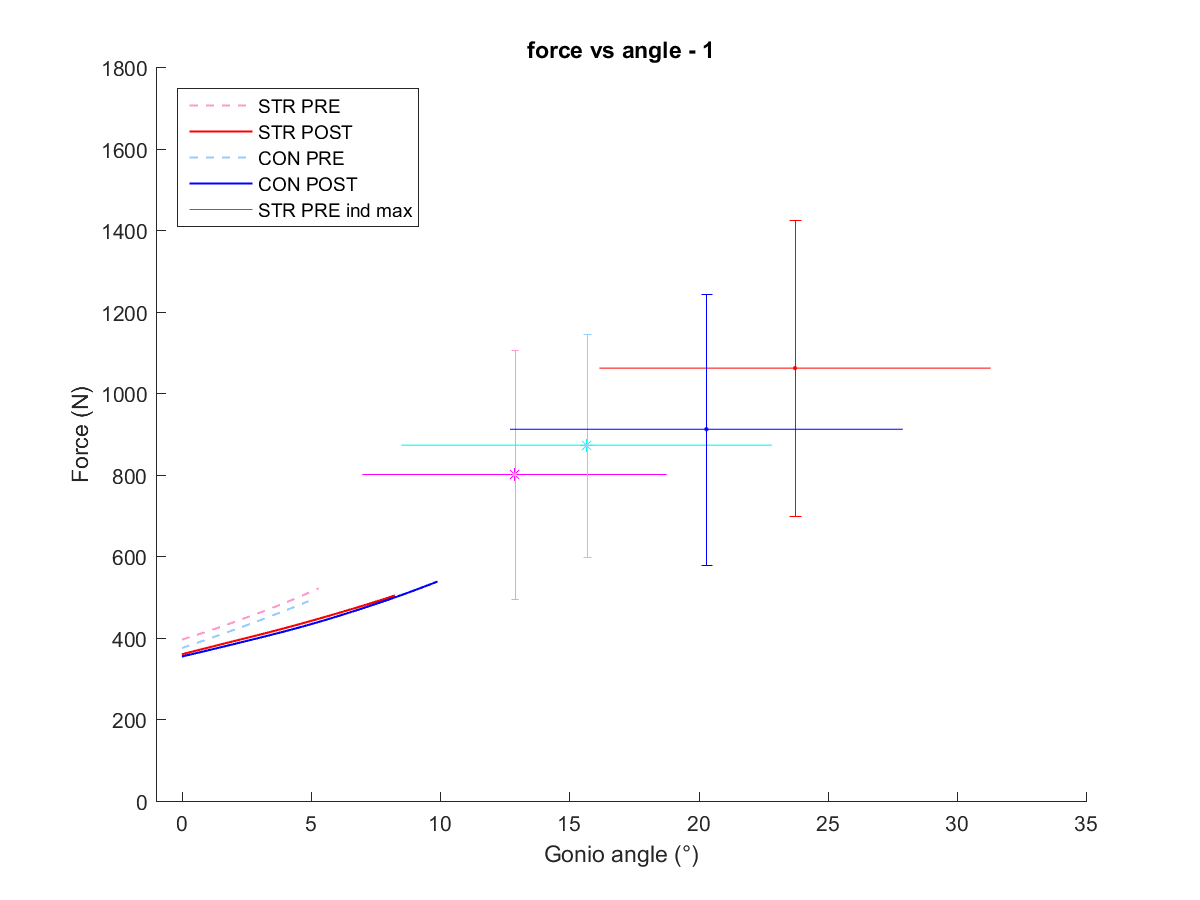 force vs angle - 1
1800
1600
1400
1200
1000
800
600
400
200
0
Force (N)
STR PRE
STR POST
CON PRE
CON POST
STR PRE ind max
0 5 10 15 20 25 30 35
Gonio angle (°)